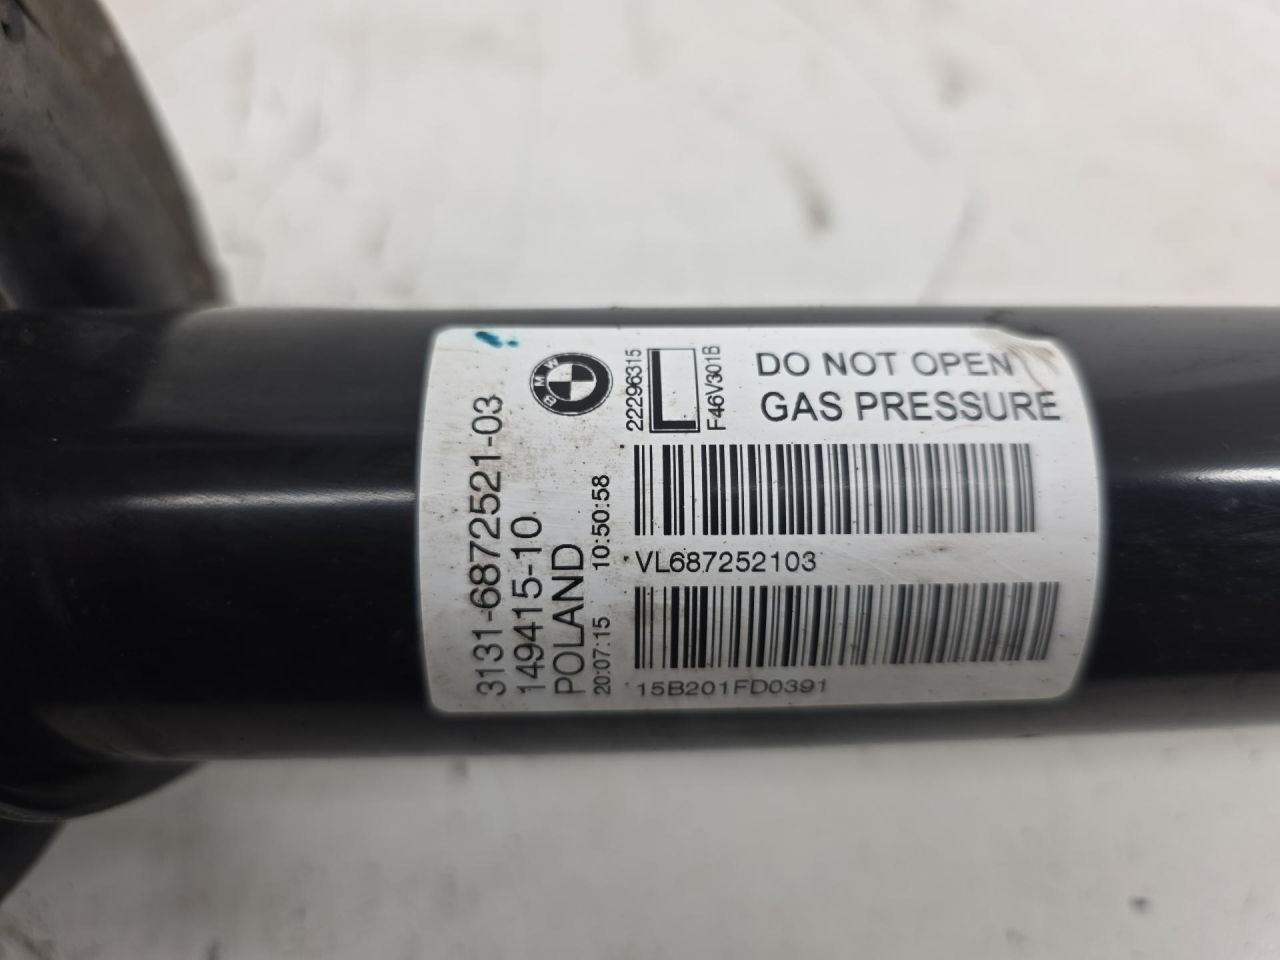 DO NOT OPEN
GAS PRESSURE
BMW
22296315
F46V301B
3131-6872521-03
149415-10
POLAND
20:07:15 10:50:58
VL687252103
15B201FD0391